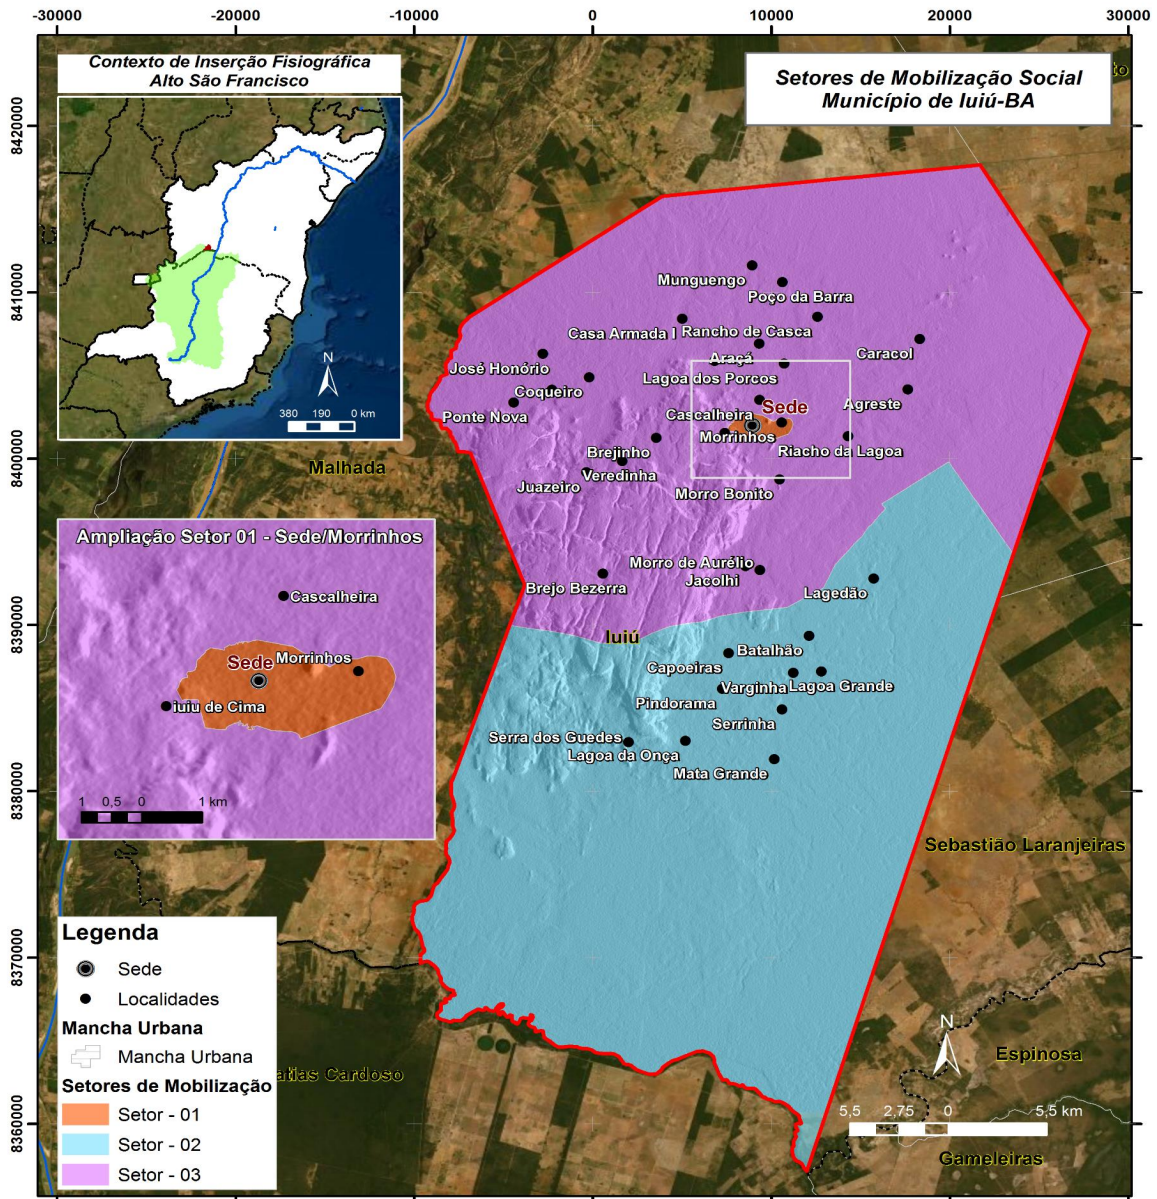 -30000
-20000
-10000
0
10000
20000
30000
Contexto de Inserção Fisiográfica
Alto São Francisco
Setores de Mobilização Social
Município de Iuiú-BA
to
8420000
8410000
8400000
8390000
8380000
8370000
8360000
N
380 190 0 km
Munguengo
Poço da Barra
Casa Armada I
Rancho de Casca
Caracol
José Honório
Araçá
Lagoa dos Porcos
Coqueiro
Ponte Nova
Cascalheira
Sede
Agreste
Morrinhos
Riacho da Lagoa
Brejinho
Malhada
Veredinha
Juazeiro
Morro Bonito
Morro de Aurélio
Jacolhi
Brejo Bezerra
Lagedão
Iuiú
Batalhão
Capoeiras
Varginha
Lagoa Grande
Pindorama
Serrinha
Serra dos Guedes
Lagoa da Onça
Mata Grande
Ampliação Setor 01 - Sede/Morrinhos
Cascalheira
Sede
Morrinhos
iuiú de Cima
1 0,5 0 1 km
Sebastião Laranjeiras
Legenda
Sede
Localidades
Mancha Urbana
Mancha Urbana
Setores de Mobilização
Setor - 01
Setor - 02
Setor - 03
atias Cardoso
N
Espinosa
5,5 2,75 0 5,5 km
Gameleiras